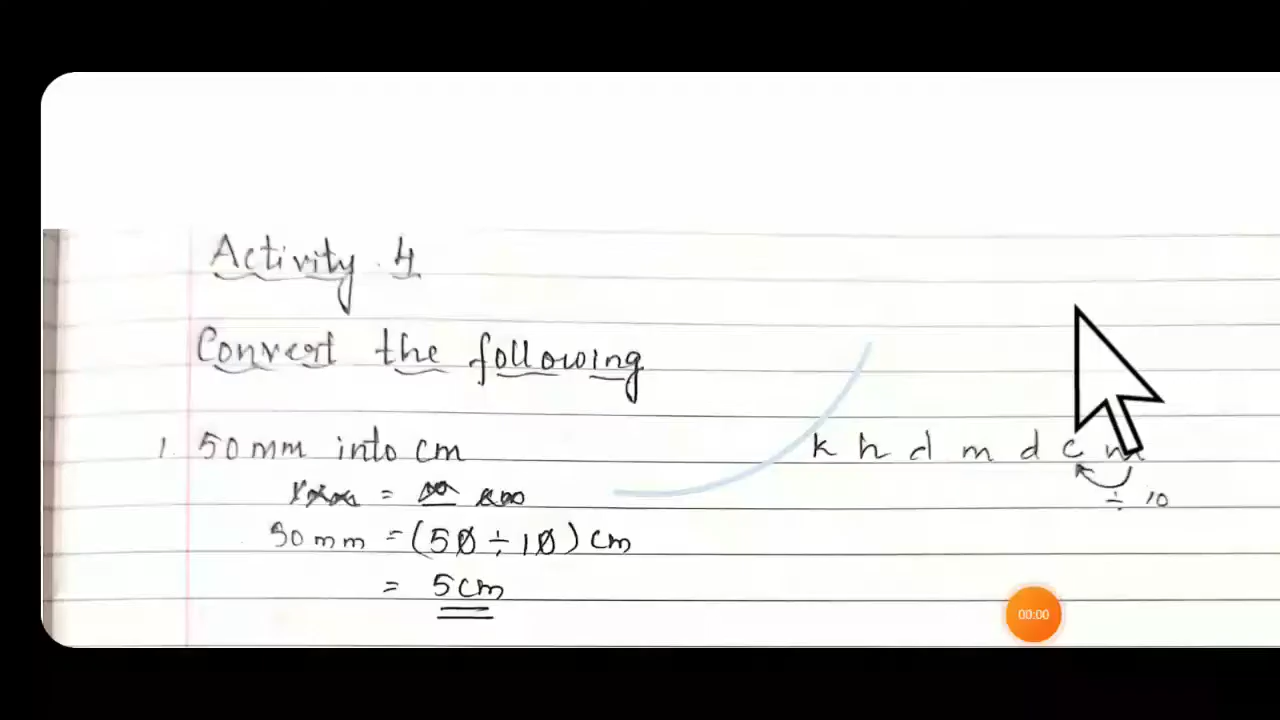 Activity 4
Convert the following
1. 50 mm into cm
k h d m d c m
÷ 10
50 mm = (50 ÷ 10) cm
= 5 cm
00:00